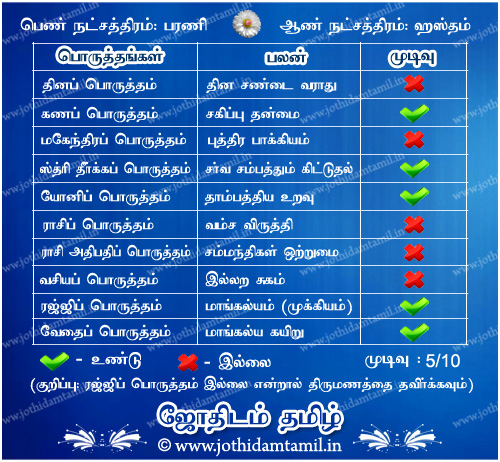 பெண் நட்சத்திரம்: பரணி ஆண் நட்சத்திரம்: ஹஸ்தம்
பொருத்தங்கள் பலன் முடிவு
தினப் பொருத்தம் தின சண்டை வராது
கணப் பொருத்தம் சகிப்பு தன்மை
மகேந்திரப் பொருத்தம் புத்திர பாக்கியம்
ஸ்திரி தீர்க்கப் பொருத்தம் சர்வ சம்பத்தும் கிட்டுதல்
யோனிப் பொருத்தம் தாம்பத்திய உறவு
ராசிப் பொருத்தம் வம்ச விருத்தி
ராசி அதிபதிப் பொருத்தம் சம்மந்திகள் ஒற்றுமை
வசியப் பொருத்தம் இல்லற சுகம்
ரஜ்ஜிப் பொருத்தம் மாங்கல்யம் (முக்கியம்)
வேதைப் பொருத்தம் மாங்கல்ய கயிறு
- உண்டு - இல்லை முடிவு : 5/10
(குறிப்பு: ரஜ்ஜிப் பொருத்தம் இல்லை என்றால் திருமணத்தை தவிர்க்கவும்)
ஜோதிடம் தமிழ்
© www.jothidamtamil.in